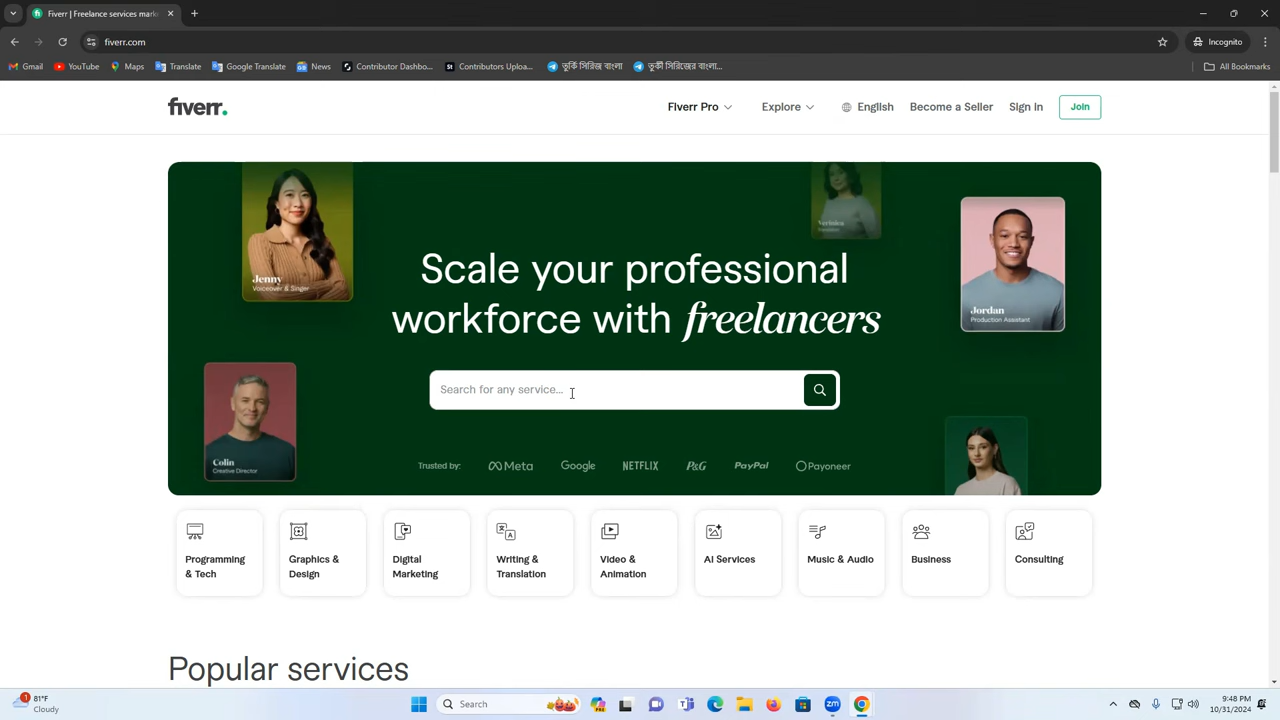 Fiverr | Freelance services mark
fiverr.com
Incognito
Gmail
YouTube
Maps
Translate
Google Translate
News
Contributor Dashbo...
Contributors Uploa...
তুর্কি সিরিজ বাংলা
তুর্কী সিরিজের বাংলা...
All Bookmarks
fiverr.
Fiverr Pro
Explore
English
Become a Seller
Sign in
Join
Jenny
Voiceover & Singer
Jordan
Production Assistant
Scale your professional
workforce with freelancers
Search for any service...
Colin
Creative Director
Trusted by:
Meta
Google
NETFLIX
P&G
PayPal
Payoneer
Programming
& Tech
Graphics &
Design
Digital
Marketing
Writing &
Translation
Video &
Animation
AI Services
Music & Audio
Business
Consulting
Popular services
1
81°F
Cloudy
Search
9:48 PM
10/31/2024